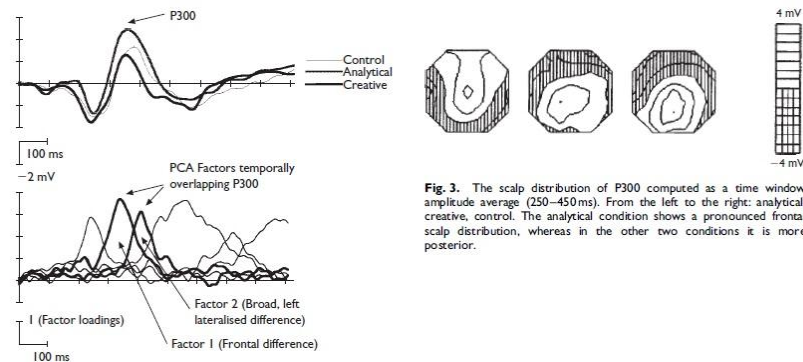 P300
Control
Analytical
Creative
100 ms
−2 mV
PCA Factors temporally
overlapping P300
Factor 2 (Broad, left
lateralised difference)
1 (Factor loadings)
Factor 1 (Frontal difference)
100 ms
4 mV
−4 mV
Fig. 3. The scalp distribution of P300 computed as a time window
amplitude average (250–450 ms). From the left to the right: analytical
creative, control. The analytical condition shows a pronounced fronta
scalp distribution, whereas in the other two conditions it is more
posterior.